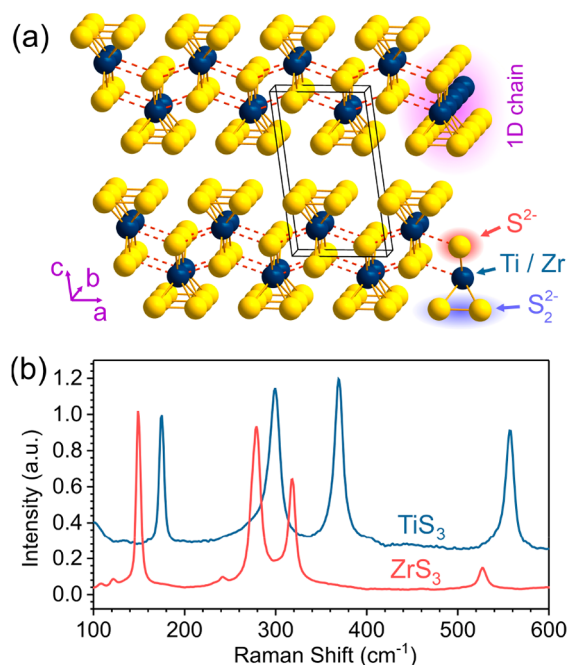 (a)
1D chain
S²⁻
Ti / Zr
S₂²⁻
c
b
a
(b)
Intensity (a.u.)
1.2
1.0
0.8
0.6
0.4
0.2
0.0
TiS₃
ZrS₃
100 200 300 400 500 600
Raman Shift (cm⁻¹)